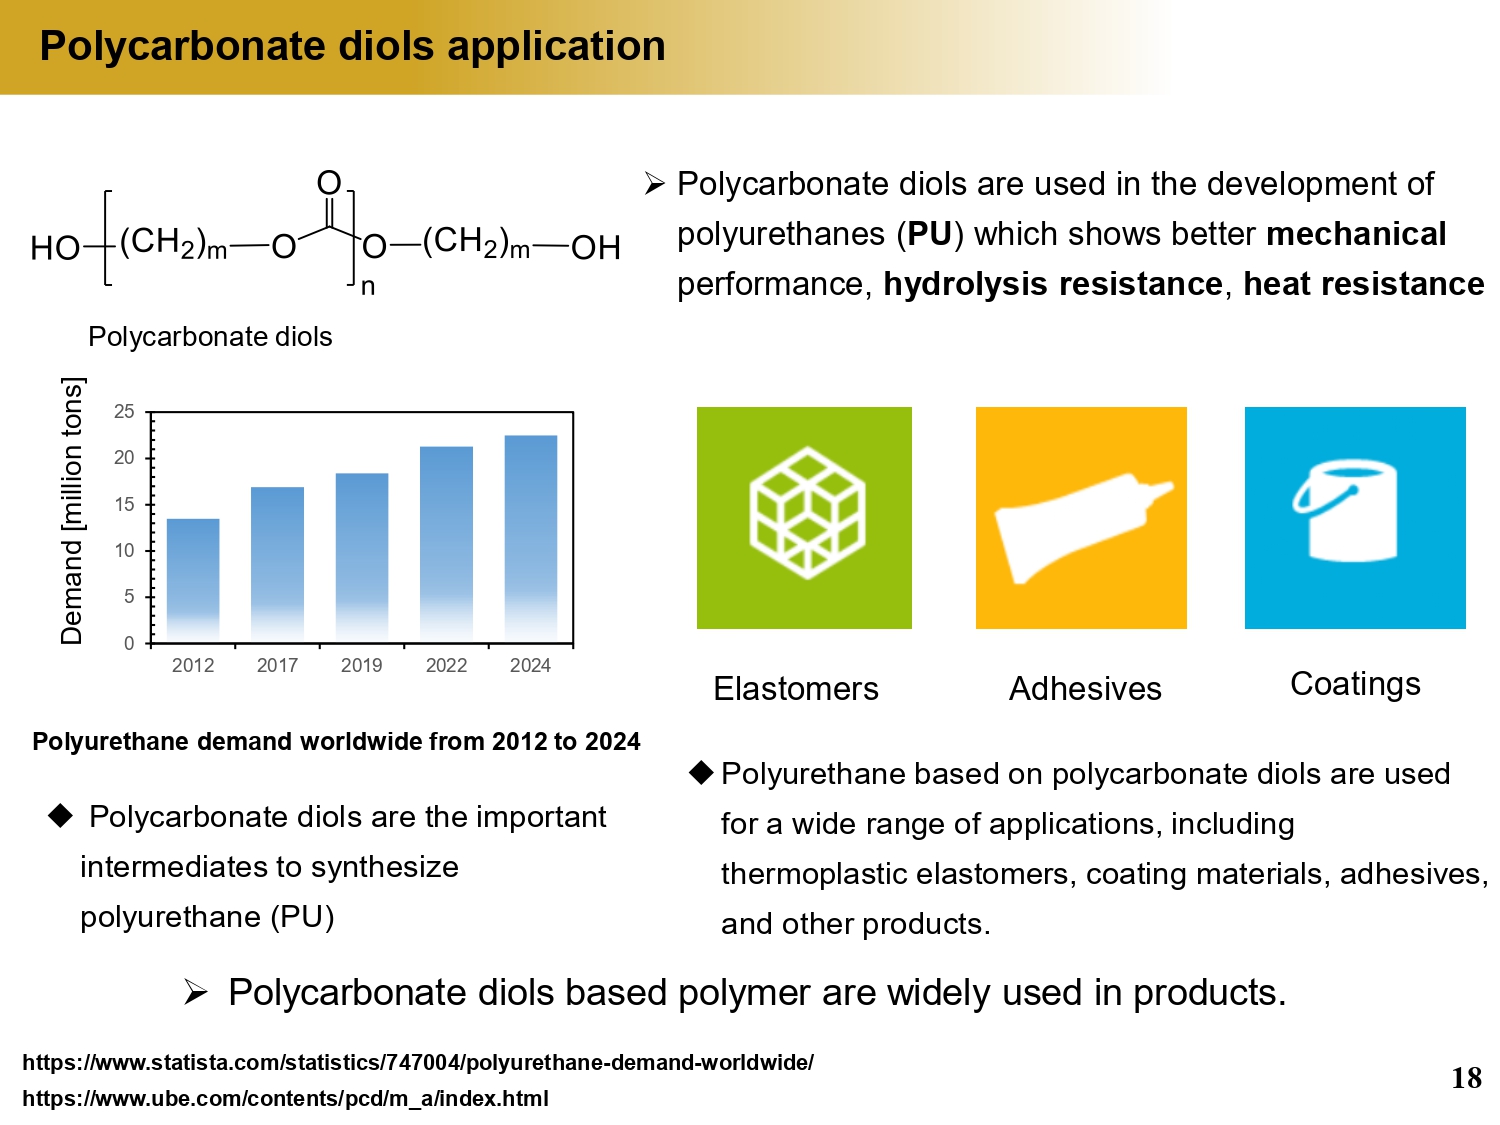 Polycarbonate diols application
O
HO (CH2)m O O (CH2)m OH
n
Polycarbonate diols
➢ Polycarbonate diols are used in the development of
polyurethanes (PU) which shows better mechanical
performance, hydrolysis resistance, heat resistance
Demand [million tons]
25
20
15
10
5
0
2012 2017 2019 2022 2024
Polyurethane demand worldwide from 2012 to 2024
Elastomers
Adhesives
Coatings
◆ Polycarbonate diols are the important
intermediates to synthesize
polyurethane (PU)
◆ Polyurethane based on polycarbonate diols are used
for a wide range of applications, including
thermoplastic elastomers, coating materials, adhesives,
and other products.
➢ Polycarbonate diols based polymer are widely used in products.
https://www.statista.com/statistics/747004/polyurethane-demand-worldwide/
https://www.ube.com/contents/pcd/m_a/index.html
18